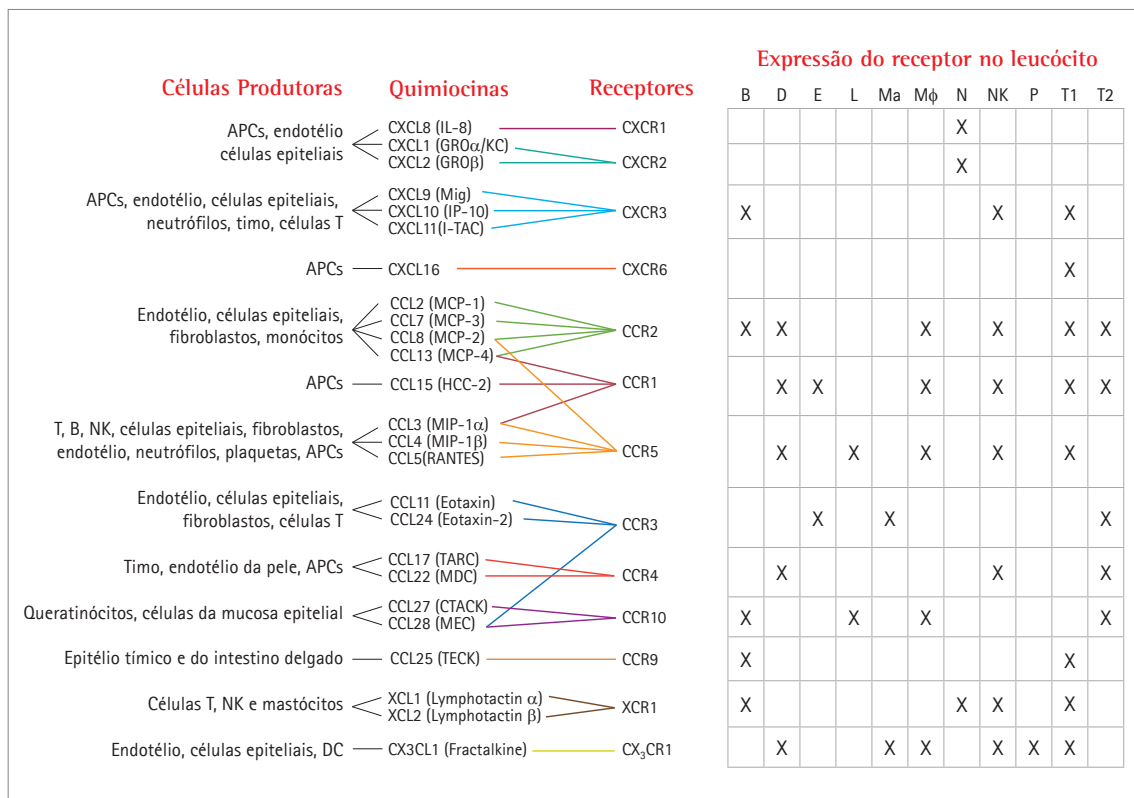 Expressão do receptor no leucócito
Células Produtoras Quimiocinas Receptores
B D E L Ma Mϕ N NK P T1 T2
APCs, endotélio
células epiteliais
CXCL8 (IL-8) CXCR1 X
CXCL1 (GROα/KC)
CXCL2 (GROβ) CXCR2 X
APCs, endotélio, células epiteliais,
neutrófilos, timo, células T
CXCL9 (Mig)
CXCL10 (IP-10) CXCR3 X X X
CXCL11(I-TAC)
APCs CXCL16 CXCR6 X
Endotélio, células epiteliais,
fibroblastos, monócitos
CCL2 (MCP-1)
CCL7 (MCP-3)
CCL8 (MCP-2)
CCL13 (MCP-4)
CCR2 X X X X X X
APCs CCL15 (HCC-2) CCR1 X X X X X X
T, B, NK, células epiteliais, fibroblastos,
endotélio, neutrófilos, plaquetas, APCs
CCL3 (MIP-1α)
CCL4 (MIP-1β)
CCL5(RANTES)
CCR5 X X X X X
Endotélio, células epiteliais,
fibroblastos, células T
CCL11 (Eotaxin)
CCL24 (Eotaxin-2)
CCR3 X X X
Timo, endotélio da pele, APCs
CCL17 (TARC)
CCL22 (MDC)
CCR4 X X X
Queratinócitos, células da mucosa epitelial
CCL27 (CTACK)
CCL28 (MEC)
CCR10 X X X X
Epitélio tímico e do intestino delgado CCL25 (TECK) CCR9 X X
Células T, NK e mastócitos
XCL1 (Lymphotactin α)
XCL2 (Lymphotactin β)
XCR1 X X X X
Endotélio, células epiteliais, DC CX3CL1 (Fractalkine) CX₃CR1 X X X X X X